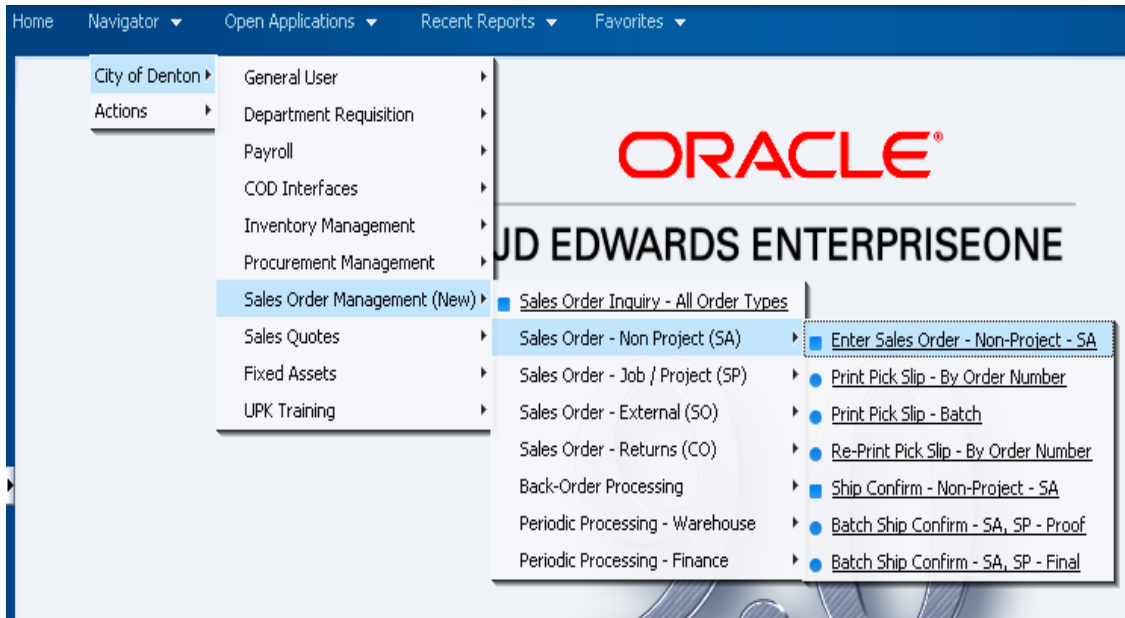 Home Navigator Open Applications Recent Reports Favorites
City of Denton
Actions
General User
Department Requisition
Payroll
COD Interfaces
Inventory Management
Procurement Management
Sales Order Management (New)
Sales Quotes
Fixed Assets
UPK Training
ORACLE®
JD EDWARDS ENTERPRISEONE
Sales Order Inquiry - All Order Types
Sales Order - Non Project (SA)
Sales Order - Job / Project (SP)
Sales Order - External (SO)
Sales Order - Returns (CO)
Back-Order Processing
Periodic Processing - Warehouse
Periodic Processing - Finance
Enter Sales Order - Non-Project - SA
Print Pick Slip - By Order Number
Print Pick Slip - Batch
Re-Print Pick Slip - By Order Number
Ship Confirm - Non-Project - SA
Batch Ship Confirm - SA, SP - Proof
Batch Ship Confirm - SA, SP - Final